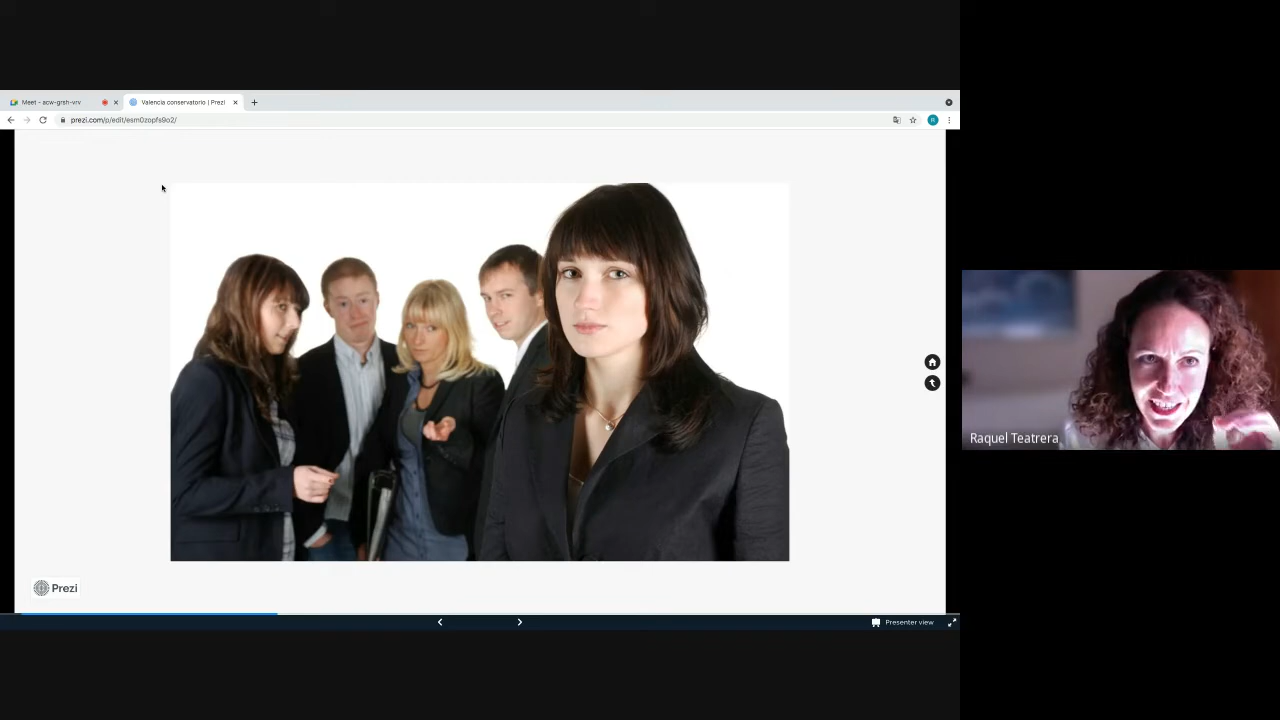 Meet - acw-grsh-vrv
Valencia conservatorio | Prezi
prezi.com/p/edit/esm0zopfs9o2/
R
Raquel Teatrera
Prezi
Presenter view